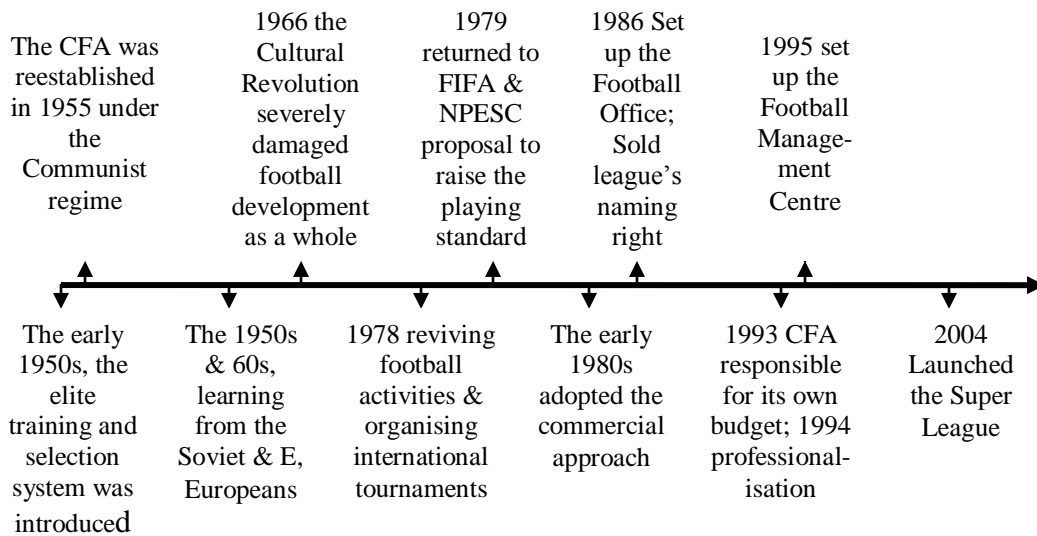 The CFA was
reestablished
in 1955 under
the
Communist
regime
1966 the
Cultural
Revolution
severely
damaged
football
development
as a whole
1979
returned to
FIFA &
NPESC
proposal to
raise the
playing
standard
1986 Set
up the
Football
Office;
Sold
league’s
naming
right
1995 set
up the
Football
Manage-
ment
Centre
The early
1950s, the
elite
training and
selection
system was
introduced
The 1950s
& 60s,
learning
from the
Soviet & E,
Europeans
1978 reviving
football
activities &
organising
international
tournaments
The early
1980s
adopted the
commercial
approach
1993 CFA
responsible
for its own
budget; 1994
professional-
isation
2004
Launched
the Super
League